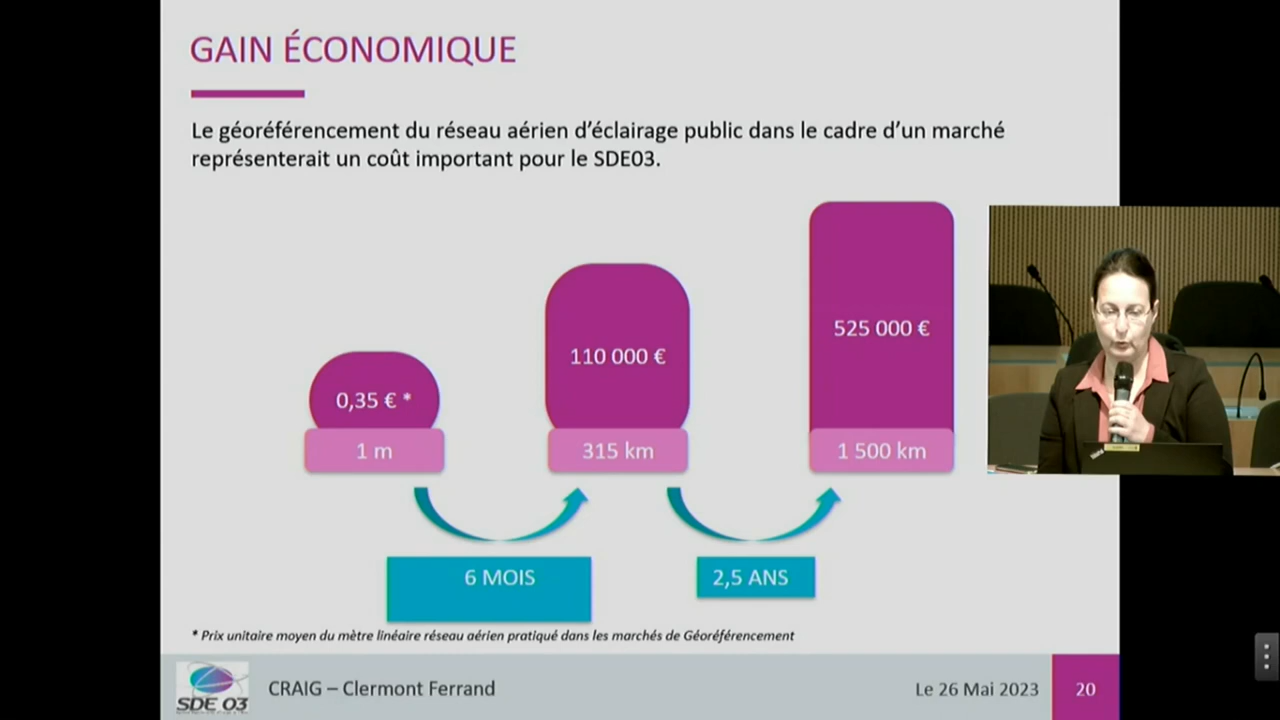 GAIN ÉCONOMIQUE
Le géoréférencement du réseau aérien d'éclairage public dans le cadre d'un marché
représenterait un coût important pour le SDE03.
0,35 € *
1 m
110 000 €
315 km
525 000 €
1 500 km
6 MOIS
2,5 ANS
* Prix unitaire moyen du mètre linéaire réseau aérien pratiqué dans les marchés de Géoréférencement
SDE 03
CRAIG – Clermont Ferrand
Le 26 Mai 2023
20